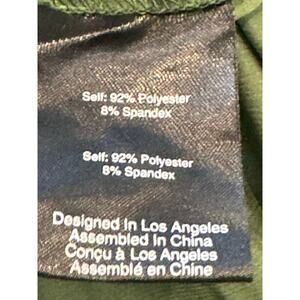 Self: 92% Polyester
8% Spandex
Self: 92% Polyester
8% Spandex
Designed In Los Angeles
Assembled In China
Conçu à Los Angeles
Assemblé en Chine